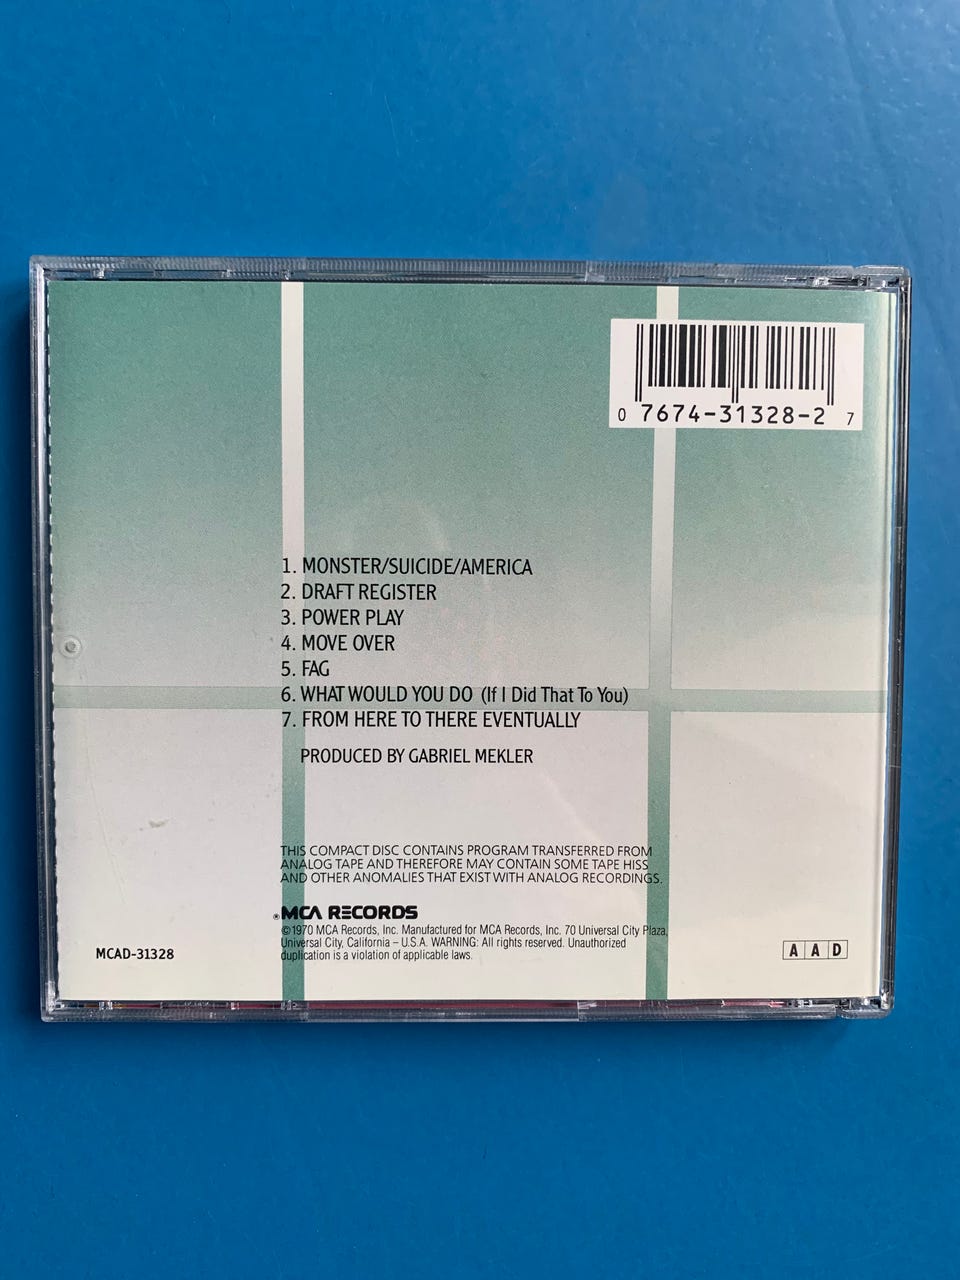 0 7674-31328-2 7
1. MONSTER/SUICIDE/AMERICA
2. DRAFT REGISTER
3. POWER PLAY
4. MOVE OVER
5. FAG
6. WHAT WOULD YOU DO (If I Did That To You)
7. FROM HERE TO THERE EVENTUALLY
PRODUCED BY GABRIEL MEKLER
THIS COMPACT DISC CONTAINS PROGRAM TRANSFERRED FROM
ANALOG TAPE AND THEREFORE MAY CONTAIN SOME TAPE HISS
AND OTHER ANOMALIES THAT EXIST WITH ANALOG RECORDINGS.
®MCA RECORDS
©1970 MCA Records, Inc. Manufactured for MCA Records, Inc. 70 Universal City Plaza,
Universal City, California – U.S.A. WARNING: All rights reserved. Unauthorized
duplication is a violation of applicable laws.
MCAD-31328
A A D